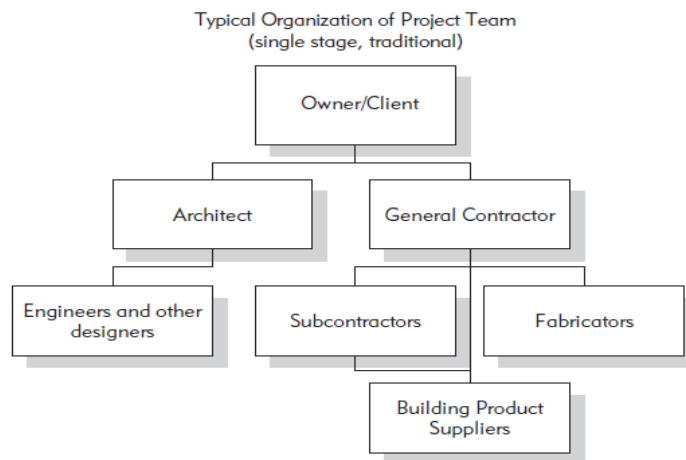 Typical Organization of Project Team
(single stage, traditional)
Owner/Client
Architect
General Contractor
Engineers and other
designers
Subcontractors
Fabricators
Building Product
Suppliers